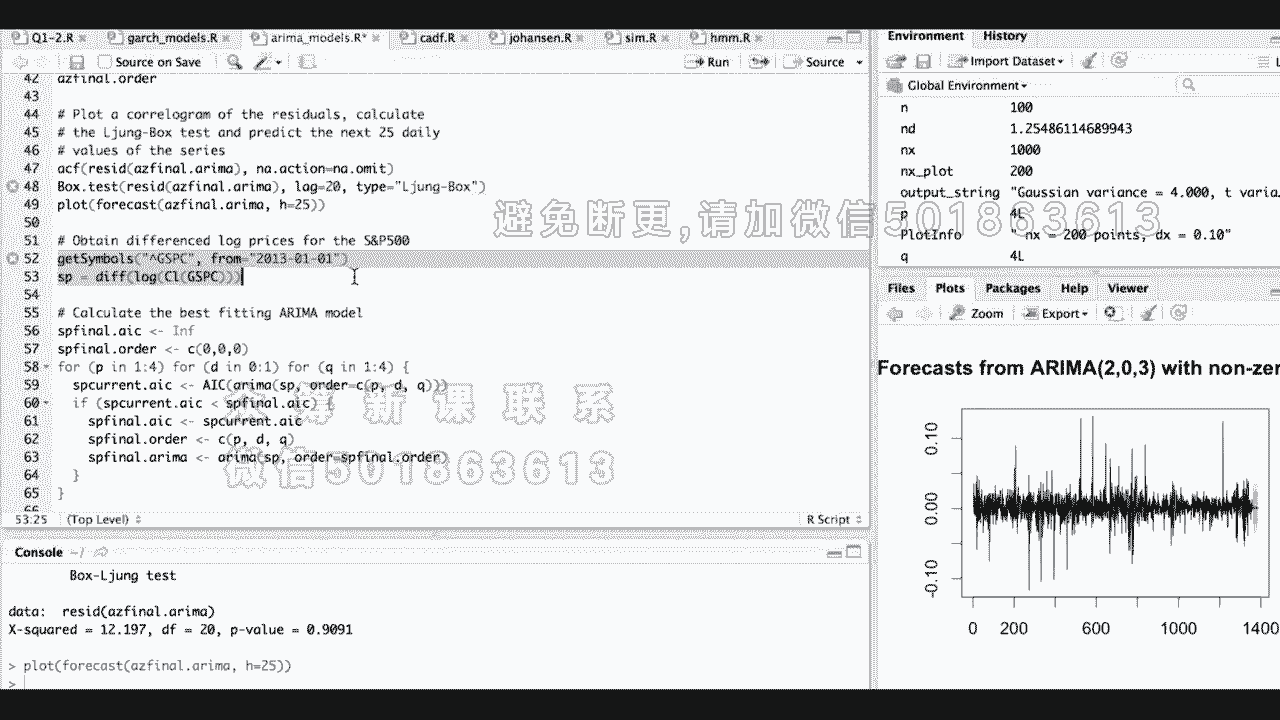 Q1-2.R garch_models.R arima_models.R* cadf.R johansen.R sim.R hmm.R
Source on Save Run Source
42 azfinal.order
43
44 # Plot a correlogram of the residuals, calculate
45 # the Ljung-Box test and predict the next 25 daily
46 # values of the series
47 acf(resid(azfinal.arima), na.action=na.omit)
48 Box.test(resid(azfinal.arima), lag=20, type="Ljung-Box")
49 plot(forecast(azfinal.arima, h=25))
50
51 # Obtain differenced log prices for the S&P500
52 getSymbols("^GSPC", from="2013-01-01")
53 sp = diff(log(Cl(GSPC)))
54
55 # Calculate the best fitting ARIMA model
56 spfinal.aic <- Inf
57 spfinal.order <- c(0,0,0)
58 for (p in 1:4) for (d in 0:1) for (q in 1:4) {
59 spcurrent.aic <- AIC(arima(sp, order=c(p, d, q)))
60 if (spcurrent.aic < spfinal.aic) {
61 spfinal.aic <- spcurrent.aic
62 spfinal.order <- c(p, d, q)
63 spfinal.arima <- arima(sp, order=spfinal.order)
64 }
65 }
53:25 (Top Level) R Script
Console ~/
Box-Ljung test
data: resid(azfinal.arima)
X-squared = 12.197, df = 20, p-value = 0.9091
> plot(forecast(azfinal.arima, h=25))
>
Environment History
Import Dataset
Global Environment
n 100
nd 1.25486114689943
nx 1000
nx_plot 200
output_string "Gaussian variance = 4.000, t varia
p 4L
PlotInfo " nx = 200 points, dx = 0.10"
q 4L
Files Plots Packages Help Viewer
Zoom Export
Forecasts from ARIMA(2,0,3) with non-zer
0.10
0.00
-0.10
0 200 600 1000 1400
避免断更,请加微信501863613
新课联系
微信501863613